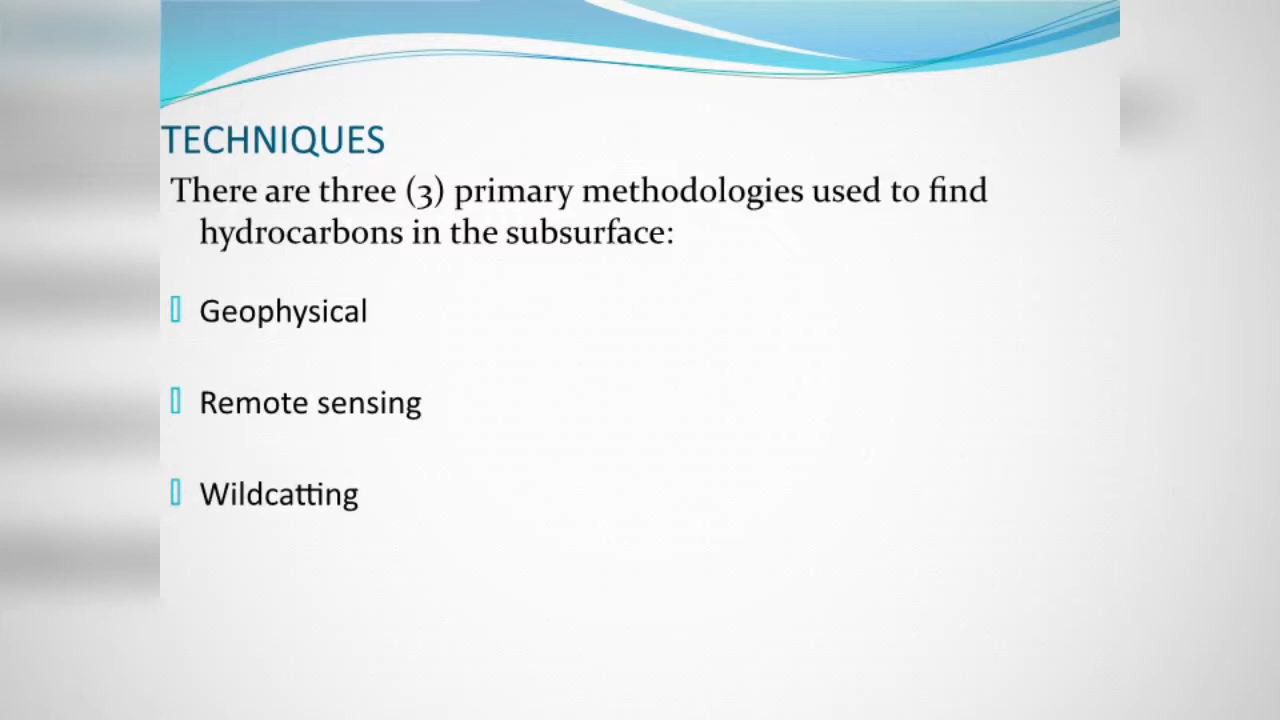 TECHNIQUES
There are three (3) primary methodologies used to find
hydrocarbons in the subsurface:
Geophysical
Remote sensing
Wildcatting